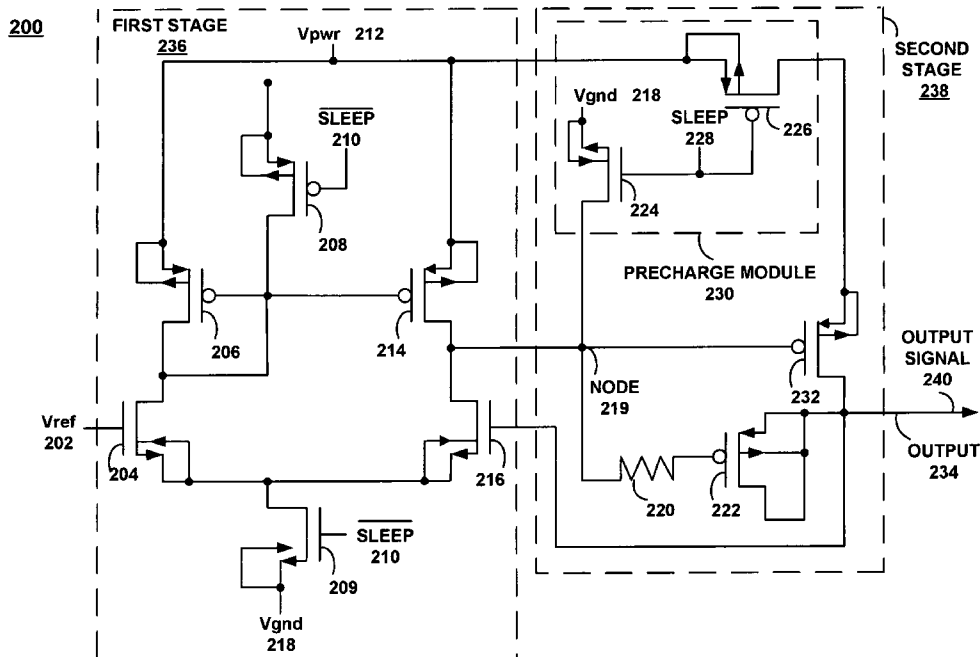 200
FIRST STAGE
236
Vpwr 212
SLEEP
210
208
206
214
Vref
202
204
216
SLEEP
210
209
Vgnd
218
Vgnd 218
SLEEP
228
226
224
PRECHARGE MODULE
230
SECOND
STAGE
238
NODE
219
232
220
222
OUTPUT
SIGNAL
240
OUTPUT
234